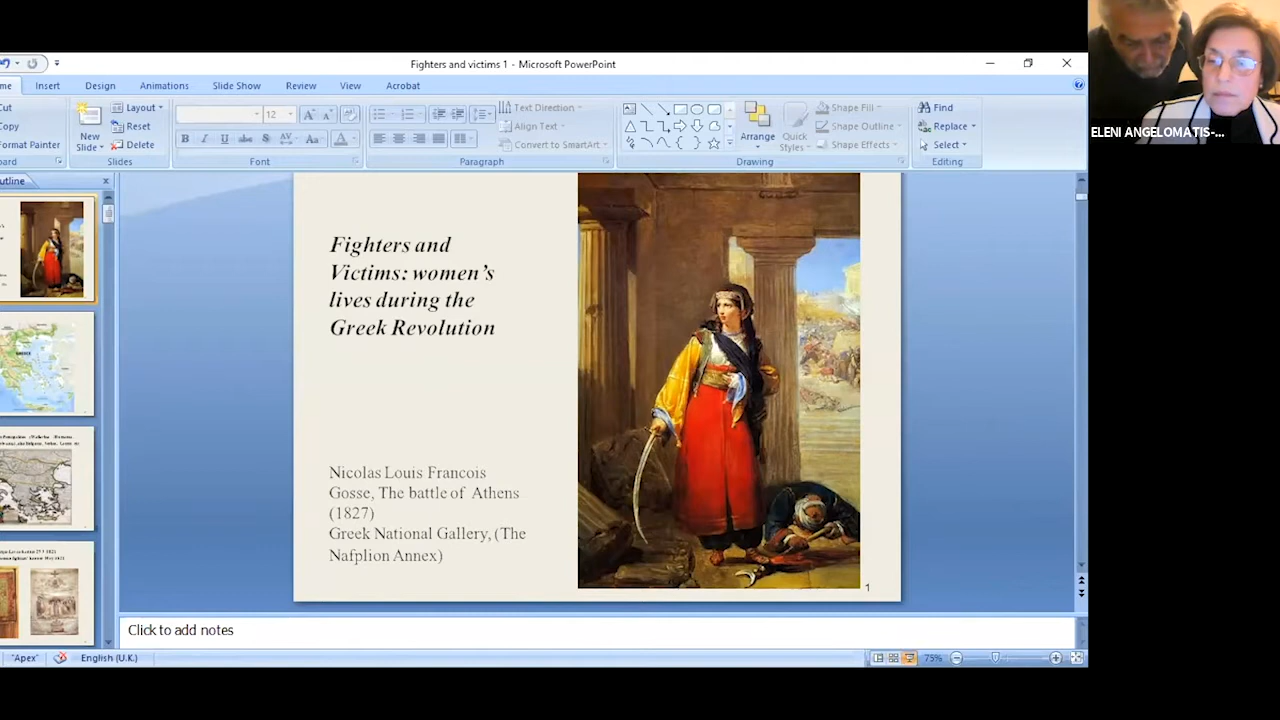 Fighters and victims 1 - Microsoft PowerPoint
Insert
Design
Animations
Slide Show
Review
View
Acrobat
Layout
Reset
Delete
New
Slide
Slides
12
Font
Text Direction
Align Text
Convert to SmartArt
Paragraph
Arrange
Quick
Styles
Shape Fill
Shape Outline
Shape Effects
Drawing
Find
Replace
Select
Editing
ELENI ANGELOMATIS-...
Fighters and
Victims: women's
lives during the
Greek Revolution
Nicolas Louis Francois
Gosse, The battle of Athens
(1827)
Greek National Gallery, (The
Nafplion Annex)
1
Click to add notes
"Apex"
English (U.K.)
75%